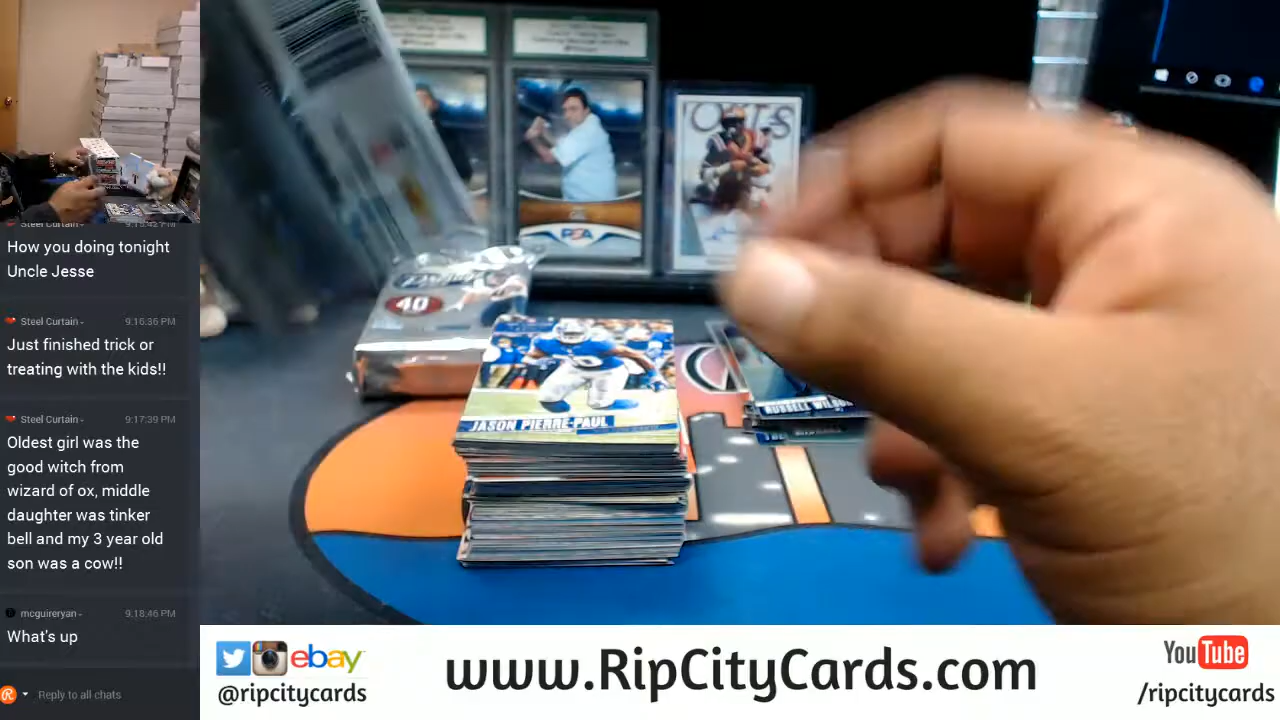 Steel Curtain -
How you doing tonight
Uncle Jesse
Steel Curtain -
9:16:36 PM
Just finished trick or
treating with the kids!!
Steel Curtain -
9:17:39 PM
Oldest girl was the
good witch from
wizard of ox, middle
daughter was tinker
bell and my 3 year old
son was a cow!!
mcguireryan -
9:18:46 PM
What's up
Reply to all chats
40
JASON PIERRE-PAUL
RUSSELL WILSON
PSA
ebay
@ripcitycards
www.RipCityCards.com
YouTube
/ripcitycards